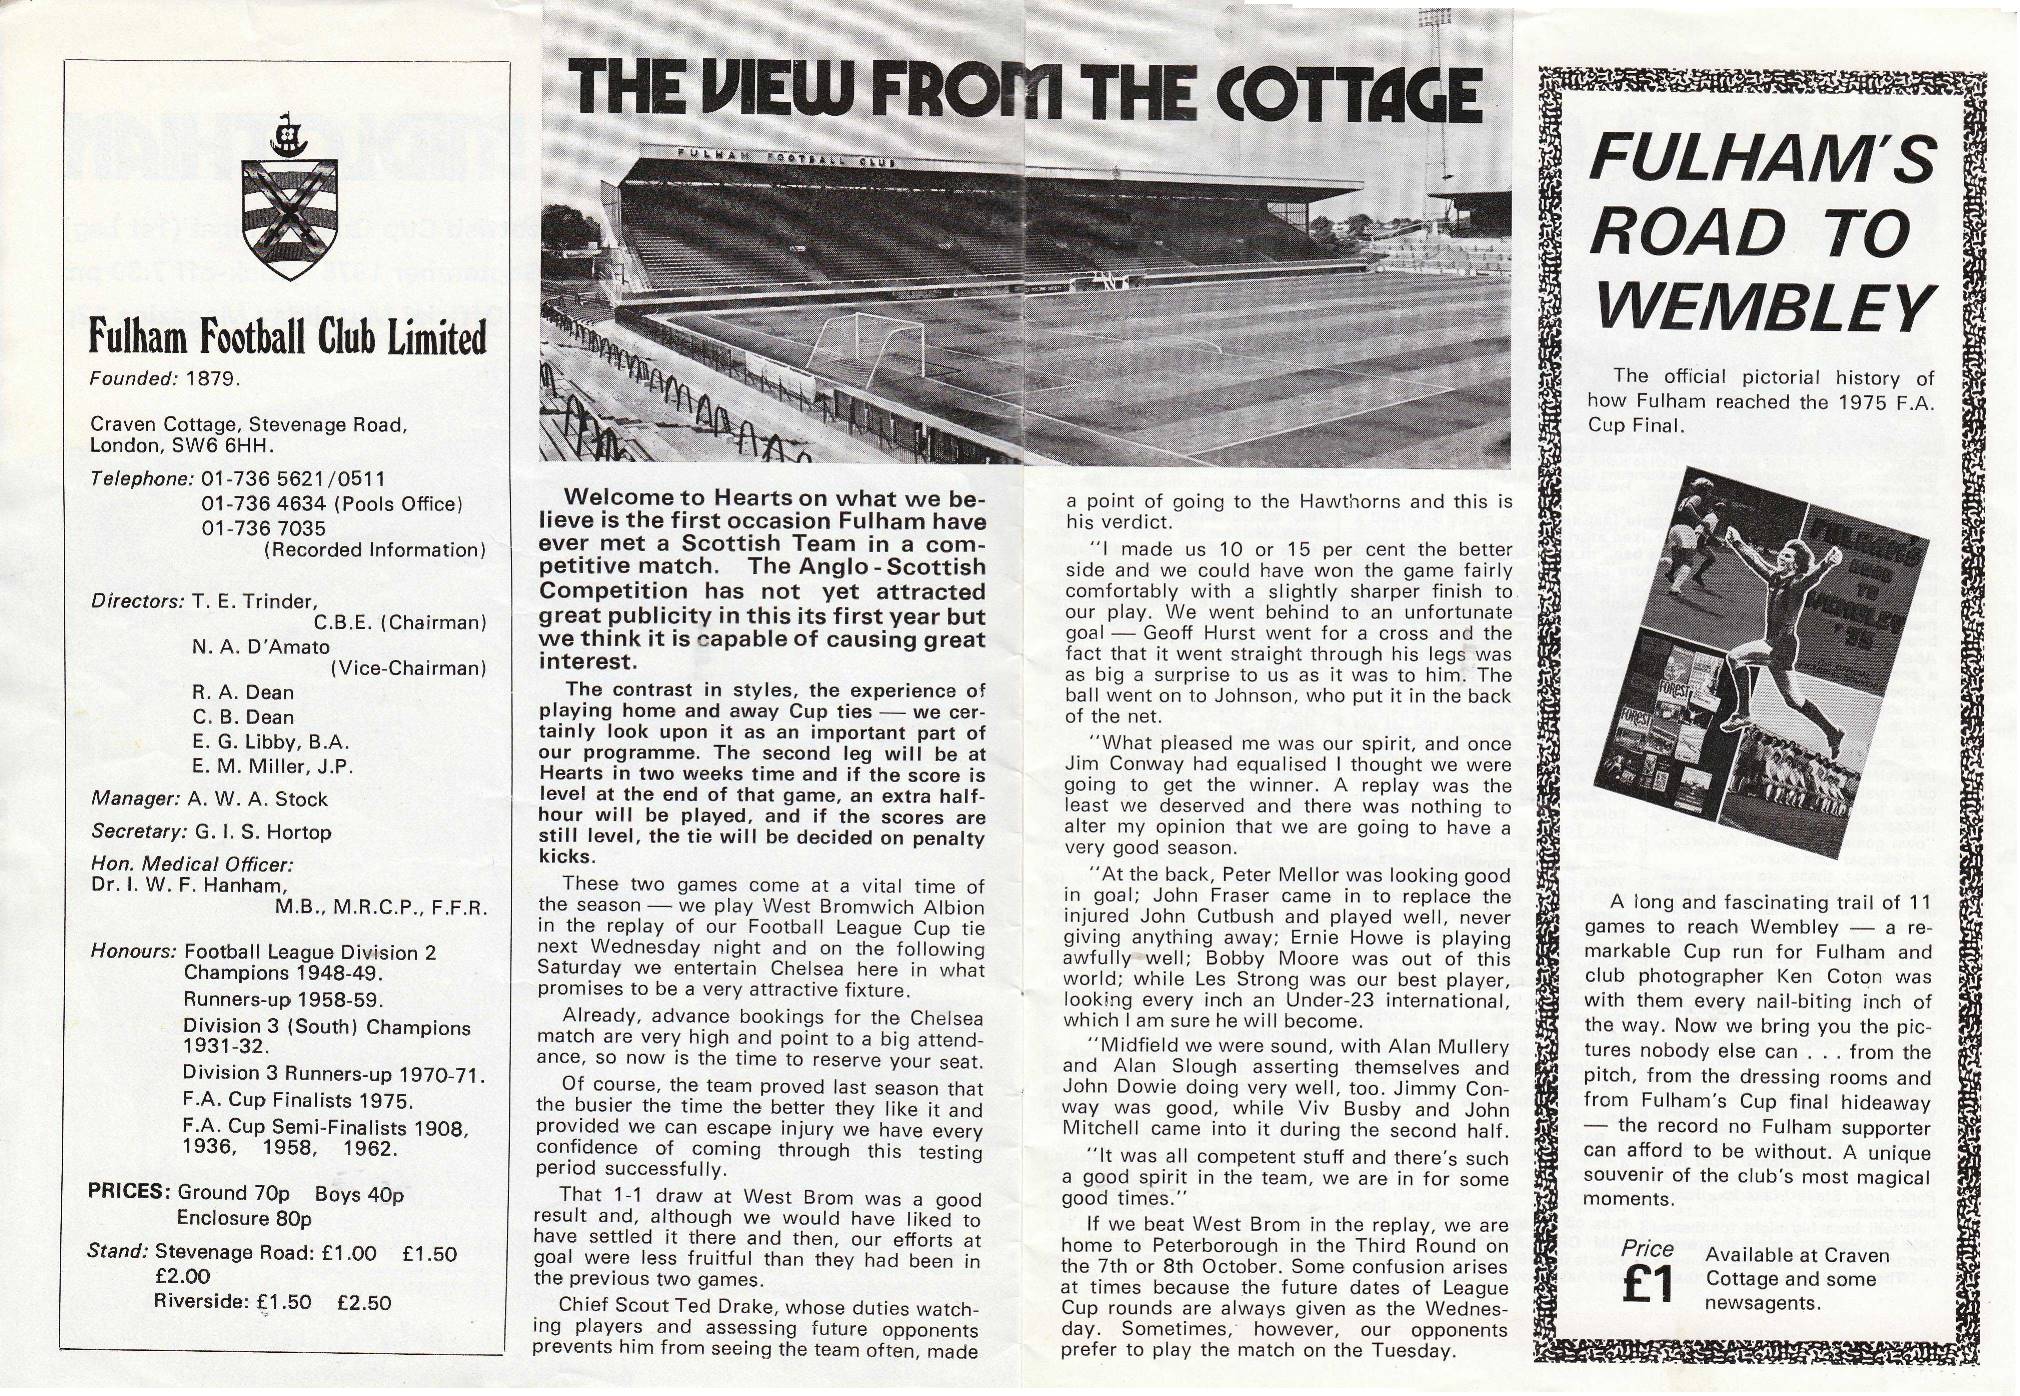 Fulham Football Club Limited
Founded: 1879.
Craven Cottage, Stevenage Road,
London, SW6 6HH.
Telephone: 01-736 5621/0511
01-736 4634 (Pools Office)
01-736 7035
(Recorded Information)
Directors: T. E. Trinder,
C.B.E. (Chairman)
N. A. D'Amato
(Vice-Chairman)
R. A. Dean
C. B. Dean
E. G. Libby, B.A.
E. M. Miller, J.P.
Manager: A. W. A. Stock
Secretary: G. I. S. Hortop
Hon. Medical Officer:
Dr. I. W. F. Hanham,
M.B., M.R.C.P., F.F.R.
Honours: Football League Division 2
Champions 1948-49.
Runners-up 1958-59.
Division 3 (South) Champions
1931-32.
Division 3 Runners-up 1970-71.
F.A. Cup Finalists 1975.
F.A. Cup Semi-Finalists 1908,
1936, 1958, 1962.
PRICES: Ground 70p Boys 40p
Enclosure 80p
Stand: Stevenage Road: £1.00 £1.50
£2.00
Riverside: £1.50 £2.50
THE VIEW FROM THE COTTAGE
FULHAM FOOTBALL CLUB
Welcome to Hearts on what we be-
lieve is the first occasion Fulham have
ever met a Scottish Team in a com-
petitive match. The Anglo-Scottish
Competition has not yet attracted
great publicity in this its first year but
we think it is capable of causing great
interest.
The contrast in styles, the experience of
playing home and away Cup ties — we cer-
tainly look upon it as an important part of
our programme. The second leg will be at
Hearts in two weeks time and if the score is
level at the end of that game, an extra half-
hour will be played, and if the scores are
still level, the tie will be decided on penalty
kicks.
These two games come at a vital time of
the season — we play West Bromwich Albion
in the replay of our Football League Cup tie
next Wednesday night and on the following
Saturday we entertain Chelsea here in what
promises to be a very attractive fixture.
Already, advance bookings for the Chelsea
match are very high and point to a big attend-
ance, so now is the time to reserve your seat.
Of course, the team proved last season that
the busier the time the better they like it and
provided we can escape injury we have every
confidence of coming through this testing
period successfully.
That 1-1 draw at West Brom was a good
result and, although we would have liked to
have settled it there and then, our efforts at
goal were less fruitful than they had been in
the previous two games.
Chief Scout Ted Drake, whose duties watch-
ing players and assessing future opponents
prevents him from seeing the team often, made
a point of going to the Hawthorns and this is
his verdict.
"I made us 10 or 15 per cent the better
side and we could have won the game fairly
comfortably with a slightly sharper finish to
our play. We went behind to an unfortunate
goal — Geoff Hurst went for a cross and the
fact that it went straight through his legs was
as big a surprise to us as it was to him. The
ball went on to Johnson, who put it in the back
of the net.
"What pleased me was our spirit, and once
Jim Conway had equalised I thought we were
going to get the winner. A replay was the
least we deserved and there was nothing to
alter my opinion that we are going to have a
very good season.
"At the back, Peter Mellor was looking good
in goal; John Fraser came in to replace the
injured John Cutbush and played well, never
giving anything away; Ernie Howe is playing
awfully well; Bobby Moore was out of this
world; while Les Strong was our best player,
looking every inch an Under-23 international,
which I am sure he will become.
"Midfield we were sound, with Alan Mullery
and Alan Slough asserting themselves and
John Dowie doing very well, too. Jimmy Con-
way was good, while Viv Busby and John
Mitchell came into it during the second half.
"It was all competent stuff and there's such
a good spirit in the team, we are in for some
good times."
If we beat West Brom in the replay, we are
home to Peterborough in the Third Round on
the 7th or 8th October. Some confusion arises
at times because the future dates of League
Cup rounds are always given as the Wednes-
day. Sometimes, however, our opponents
prefer to play the match on the Tuesday.
FULHAM'S
ROAD TO
WEMBLEY
The official pictorial history of
how Fulham reached the 1975 F.A.
Cup Final.
FULHAM'S
ROAD
TO
WEMBLEY
'75
FOREST
FOREST
A long and fascinating trail of 11
games to reach Wembley — a re-
markable Cup run for Fulham and
club photographer Ken Coton was
with them every nail-biting inch of
the way. Now we bring you the pic-
tures nobody else can . . . from the
pitch, from the dressing rooms and
from Fulham's Cup final hideaway
— the record no Fulham supporter
can afford to be without. A unique
souvenir of the club's most magical
moments.
Price
£1
Available at Craven
Cottage and some
newsagents.